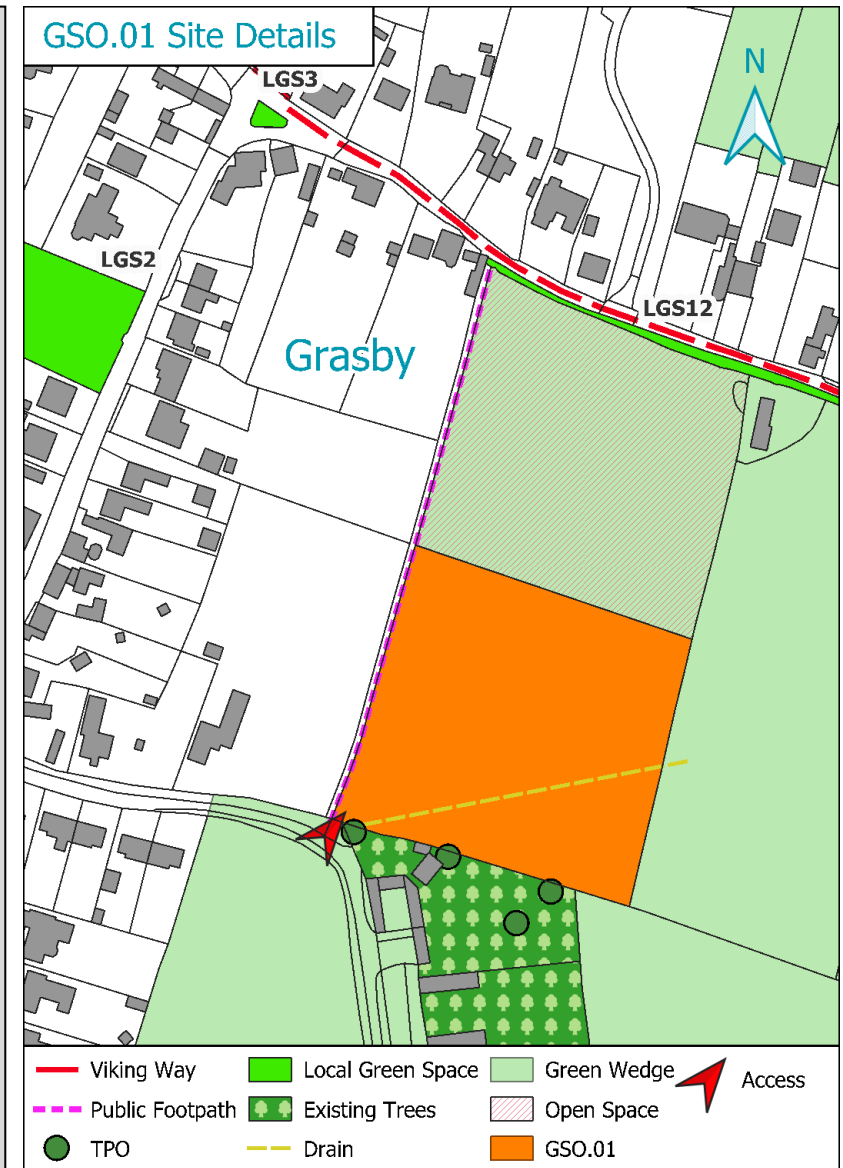 GSO.01 Site Details
N
LGS3
LGS2
LGS12
Grasby
Viking Way
Local Green Space
Green Wedge
Access
Public Footpath
Existing Trees
Open Space
TPO
Drain
GSO.01